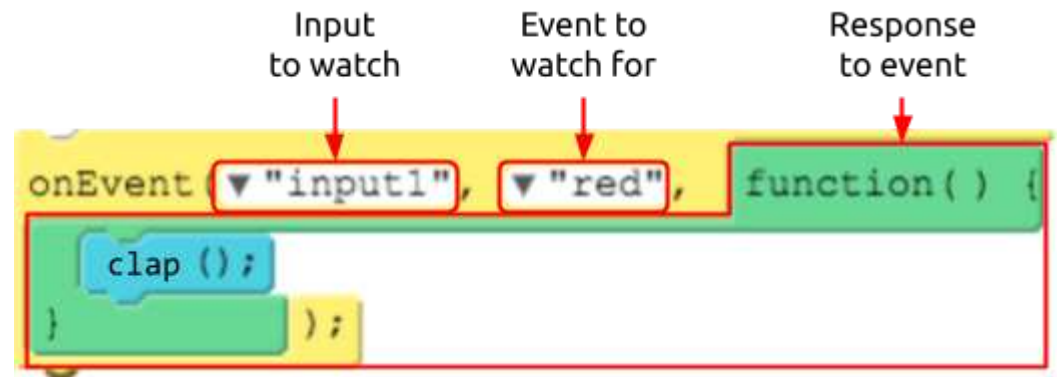 Input
to watch
Event to
watch for
Response
to event
onEvent(▼"input1", ▼"red", function() {
clap ();
} );